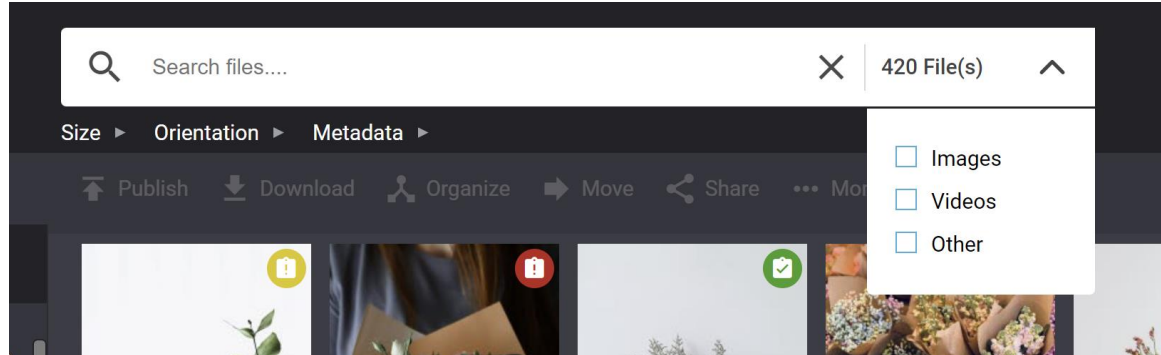 Search files....
420 File(s)
Size
Orientation
Metadata
Images
Videos
Other
Publish
Download
Organize
Move
Share